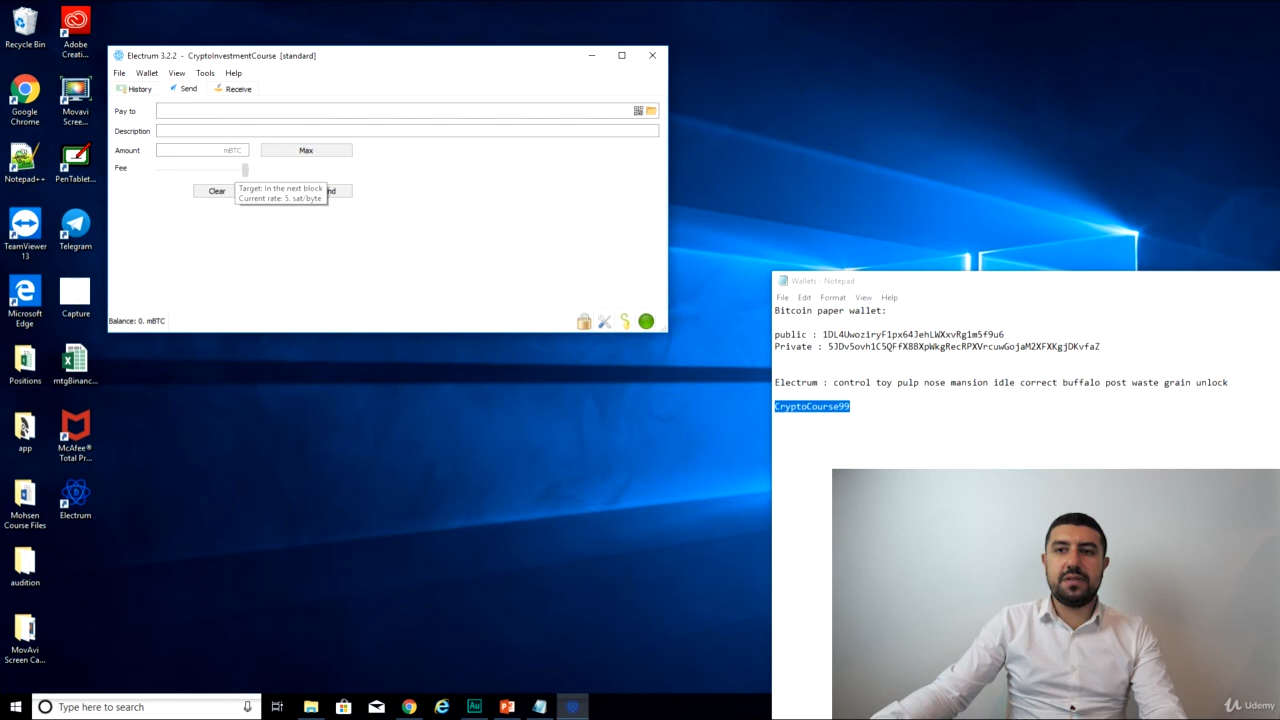 Recycle Bin
Adobe Creati...
Google Chrome
Movavi Scree...
Notepad++
PenTablet...
TeamViewer 13
Telegram
Microsoft Edge
Capture
Positions
mtgBinanc...
app
McAfee® Total Pr...
Mohsen Course Files
Electrum
audition
MovAvi Screen Ca...
Electrum 3.2.2 - CryptoInvestmentCourse [standard]
File Wallet View Tools Help
History Send Receive
Pay to
Description
Amount mBTC Max
Fee
Clear nd
Target: In the next block
Current rate: 5. sat/byte
Balance: 0. mBTC
Wallets - Notepad
File Edit Format View Help
Bitcoin paper wallet:
public : 1DL4UwoziryF1px64JehLWXxvRg1m5f9u6
Private : 5JDv5ovh1C5QFfX8BXpWkgRecRPXVrcuwGojaM2XFXKgjDKvfaZ
Electrum : control toy pulp nose mansion idle correct buffalo post waste grain unlock
CryptoCourse99
Type here to search
Udemy